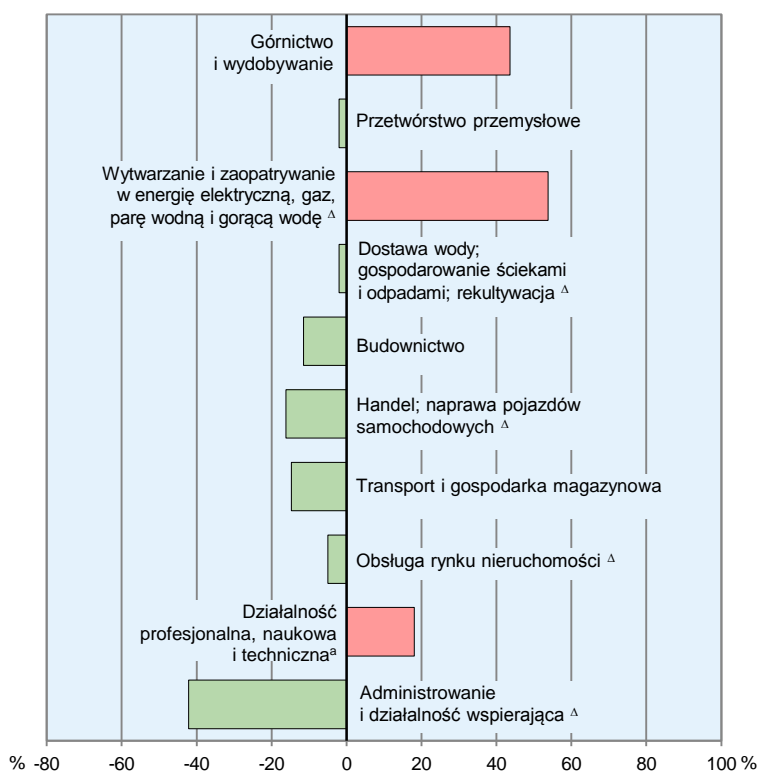 Górnictwo
i wydobywanie
Przetwórstwo przemysłowe
Wytwarzanie i zaopatrywanie
w energię elektryczną, gaz,
parę wodną i gorącą wodę Δ
Dostawa wody;
gospodarowanie ściekami
i odpadami; rekultywacja Δ
Budownictwo
Handel; naprawa pojazdów
samochodowych Δ
Transport i gospodarka magazynowa
Obsługa rynku nieruchomości Δ
Działalność
profesjonalna, naukowa
i technicznaᵃ
Administrowanie
i działalność wspierająca Δ
% -80 -60 -40 -20 0 20 40 60 80 100 %